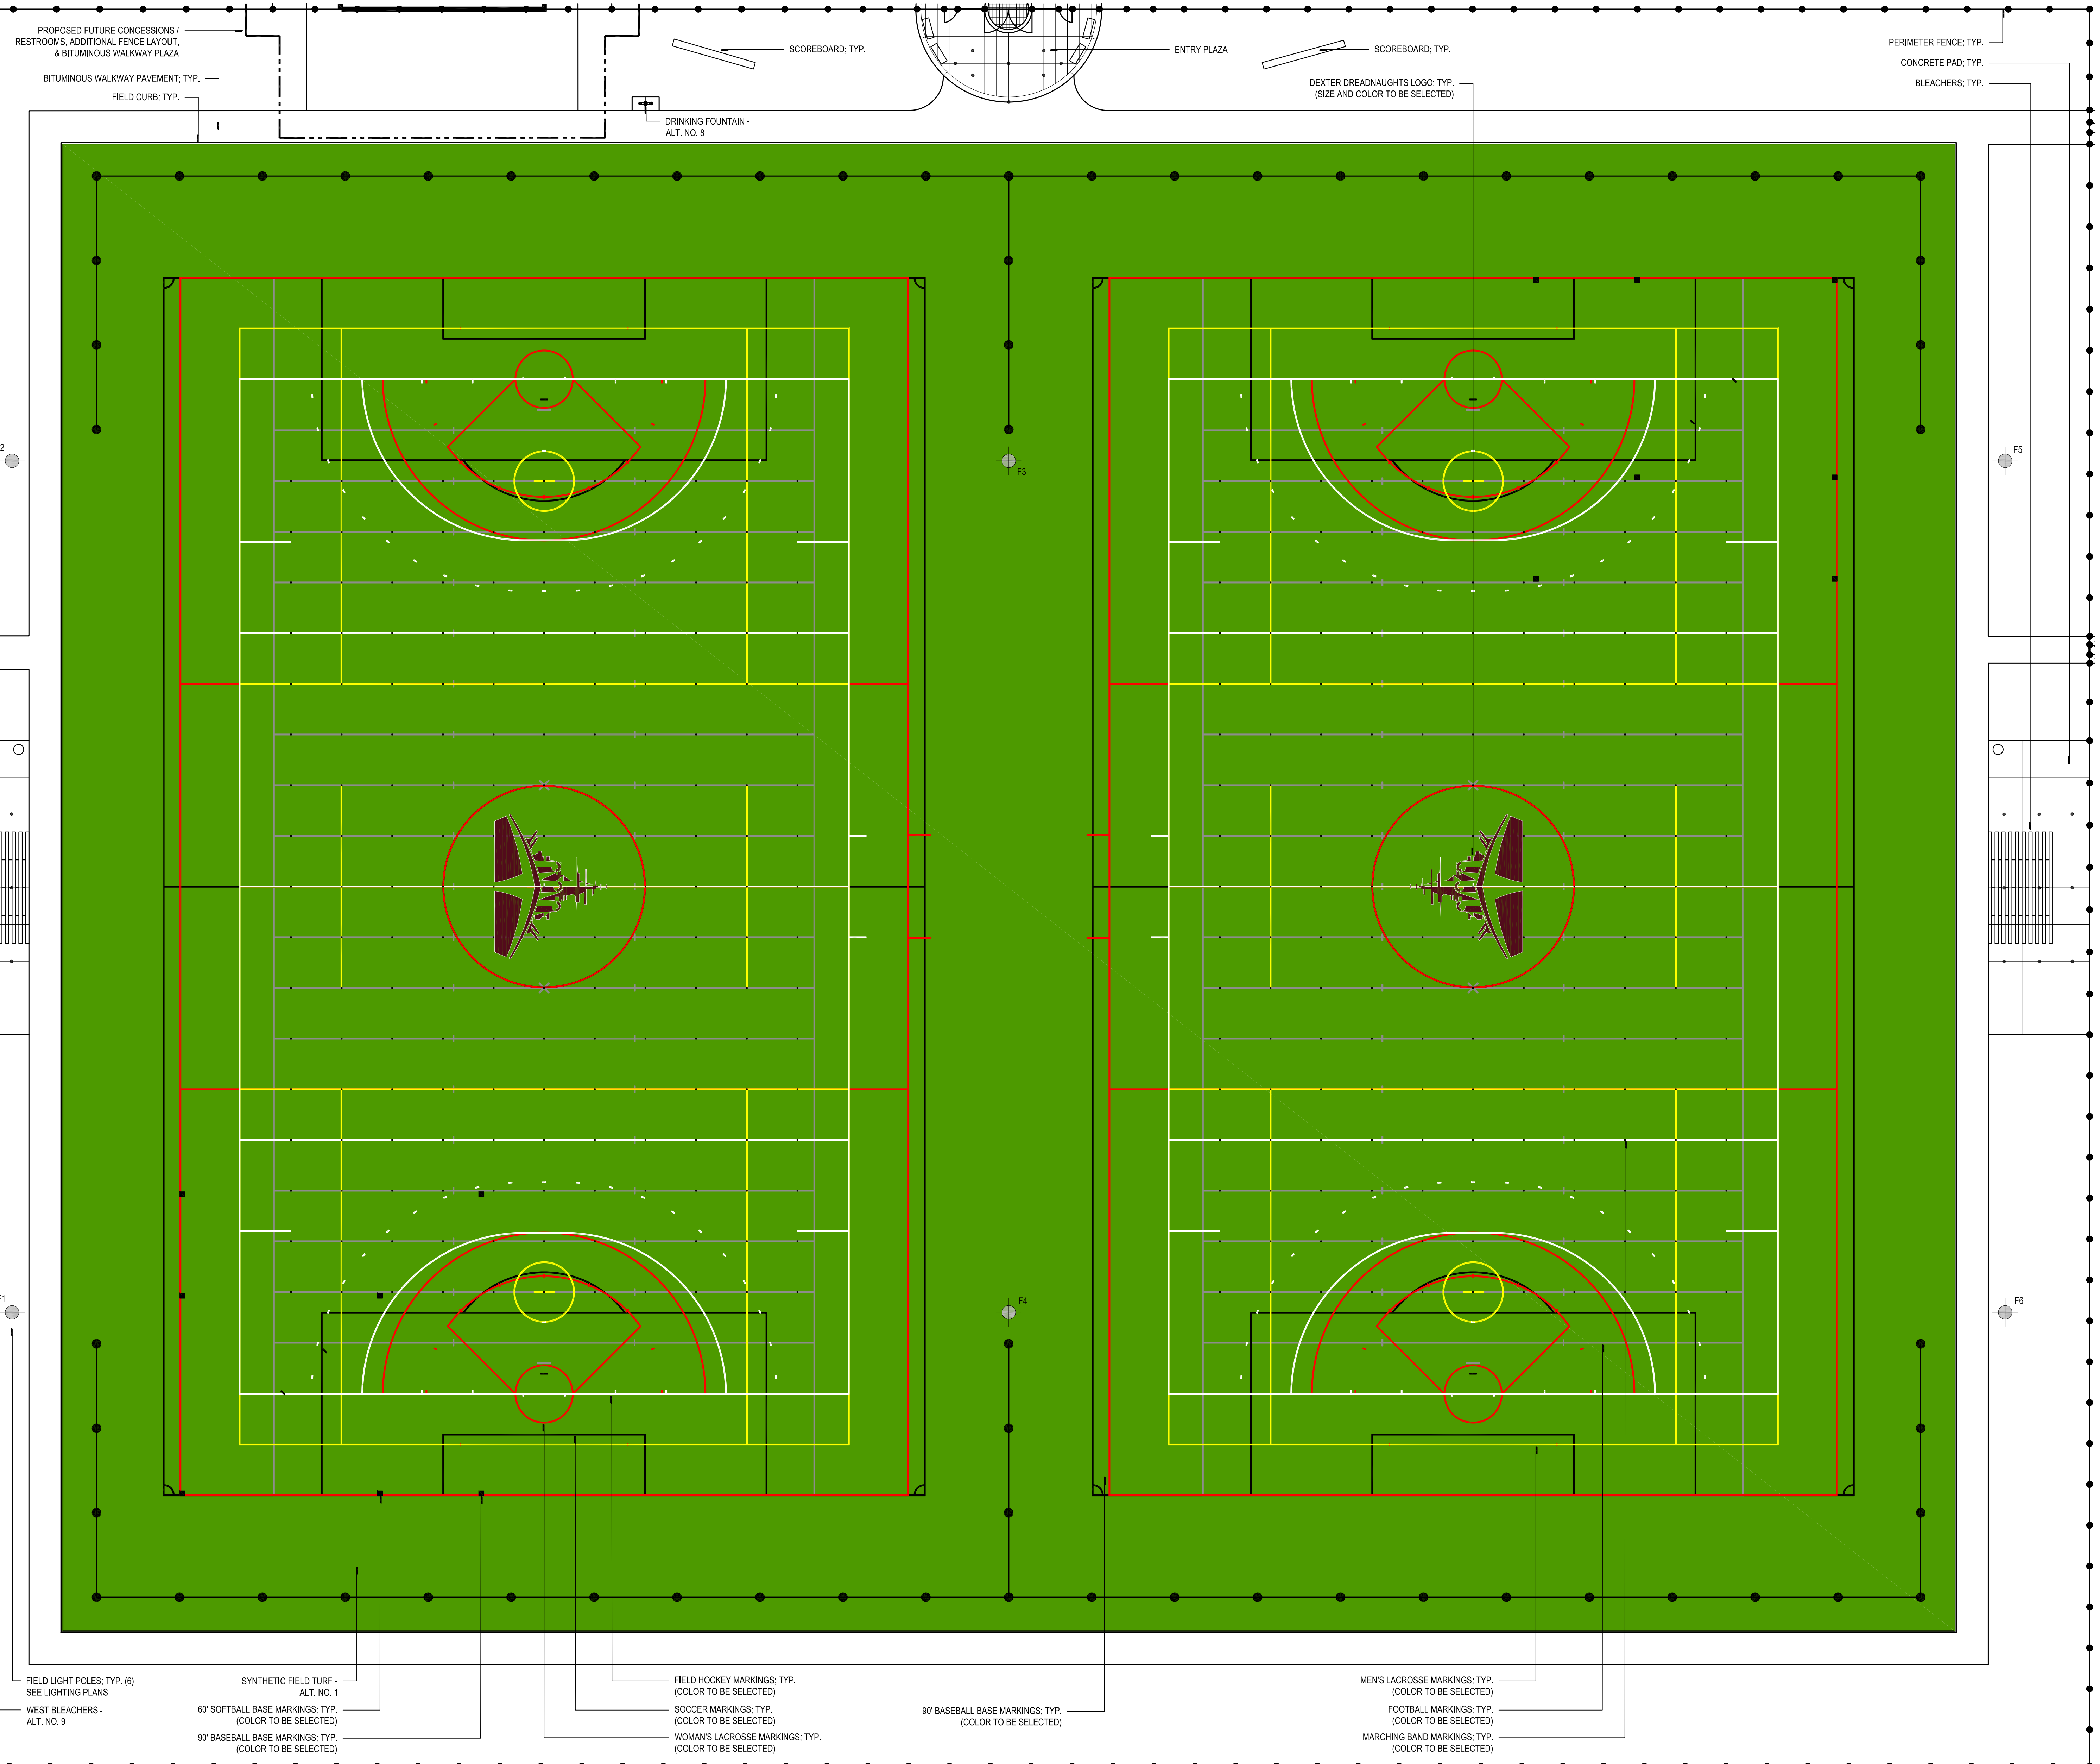 PROPOSED FUTURE CONCESSIONS /
RESTROOMS, ADDITIONAL FENCE LAYOUT,
& BITUMINOUS WALKWAY PLAZA
BITUMINOUS WALKWAY PAVEMENT; TYP.
FIELD CURB; TYP.
SCOREBOARD; TYP.
ENTRY PLAZA
SCOREBOARD; TYP.
DRINKING FOUNTAIN -
ALT. NO. 8
DEXTER DREADNAUGHTS LOGO; TYP.
(SIZE AND COLOR TO BE SELECTED)
PERIMETER FENCE; TYP.
CONCRETE PAD; TYP.
BLEACHERS; TYP.
2
F3
F5
F1
F4
F6
FIELD LIGHT POLES; TYP. (6)
SEE LIGHTING PLANS
WEST BLEACHERS -
ALT. NO. 9
SYNTHETIC FIELD TURF -
ALT. NO. 1
60' SOFTBALL BASE MARKINGS; TYP.
(COLOR TO BE SELECTED)
90' BASEBALL BASE MARKINGS; TYP.
(COLOR TO BE SELECTED)
FIELD HOCKEY MARKINGS; TYP.
(COLOR TO BE SELECTED)
SOCCER MARKINGS; TYP.
(COLOR TO BE SELECTED)
WOMAN'S LACROSSE MARKINGS; TYP.
(COLOR TO BE SELECTED)
90' BASEBALL BASE MARKINGS; TYP.
(COLOR TO BE SELECTED)
MEN'S LACROSSE MARKINGS; TYP.
(COLOR TO BE SELECTED)
FOOTBALL MARKINGS; TYP.
(COLOR TO BE SELECTED)
MARCHING BAND MARKINGS; TYP.
(COLOR TO BE SELECTED)